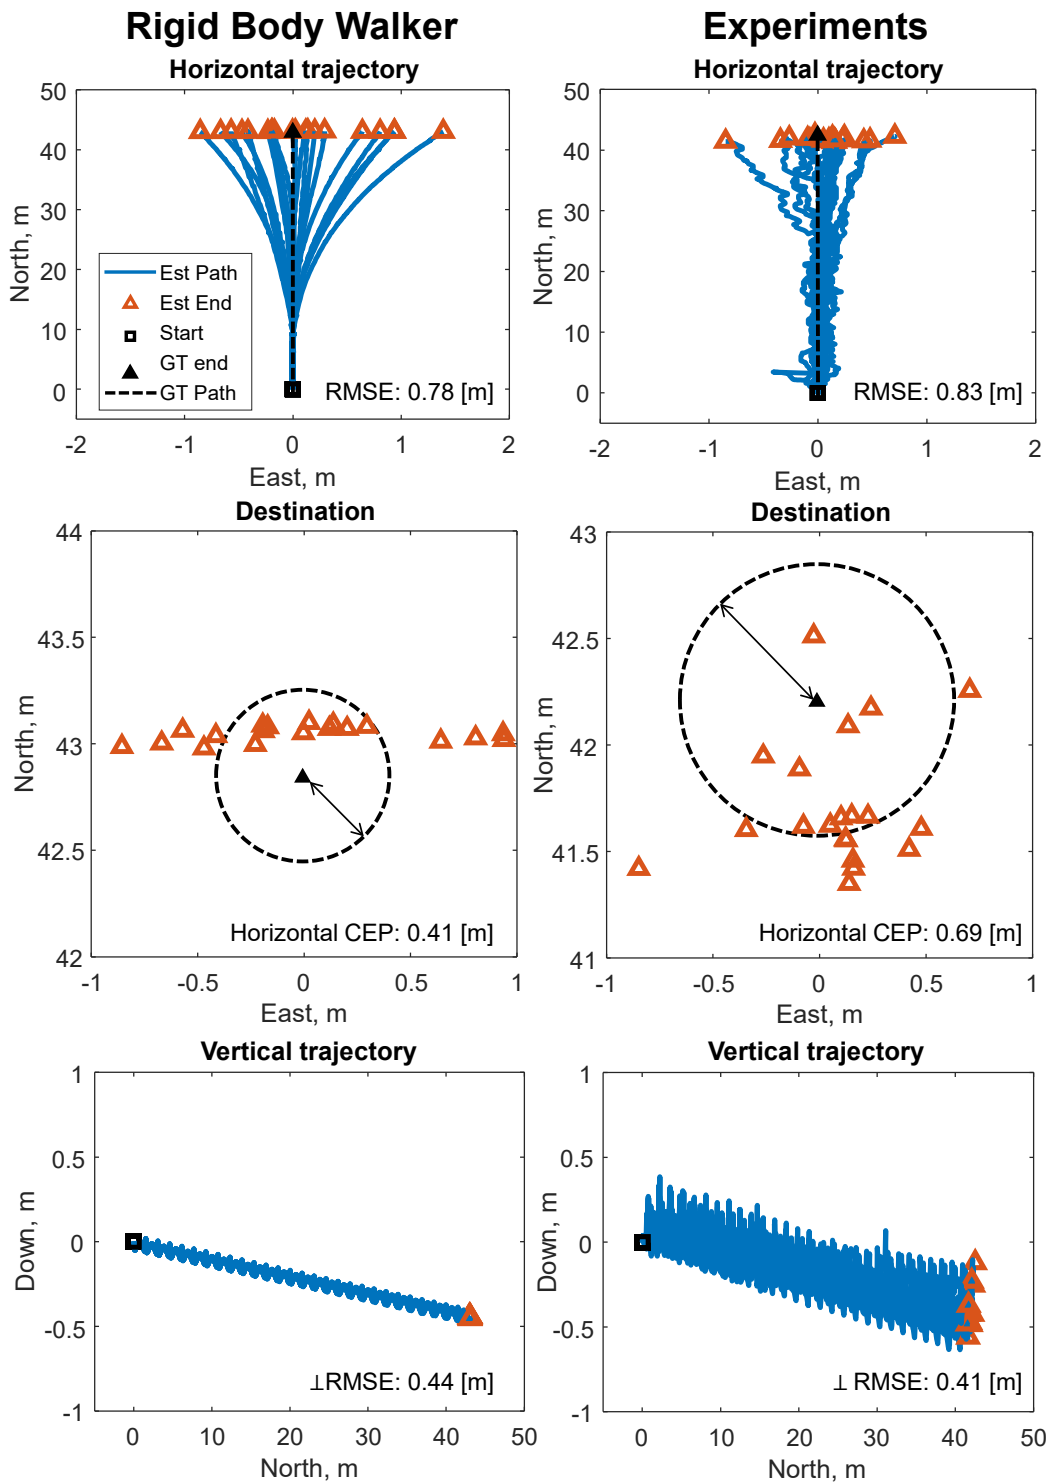 Rigid Body Walker
Experiments
Horizontal trajectory
50
40
30
20
10
0
North, m
Est Path
Est End
Start
GT end
GT Path
RMSE: 0.78 [m]
-2
-1
0
1
2
East, m
Horizontal trajectory
50
40
30
20
10
0
North, m
RMSE: 0.83 [m]
-2
-1
0
1
2
East, m
Destination
44
43.5
43
42.5
42
North, m
Horizontal CEP: 0.41 [m]
-1
-0.5
0
0.5
1
East, m
Destination
43
42.5
42
41.5
41
North, m
Horizontal CEP: 0.69 [m]
-1
-0.5
0
0.5
1
East, m
Vertical trajectory
1
0.5
0
-0.5
-1
Down, m
⊥RMSE: 0.44 [m]
0
10
20
30
40
50
North, m
Vertical trajectory
1
0.5
0
-0.5
-1
Down, m
⊥ RMSE: 0.41 [m]
0
10
20
30
40
50
North, m